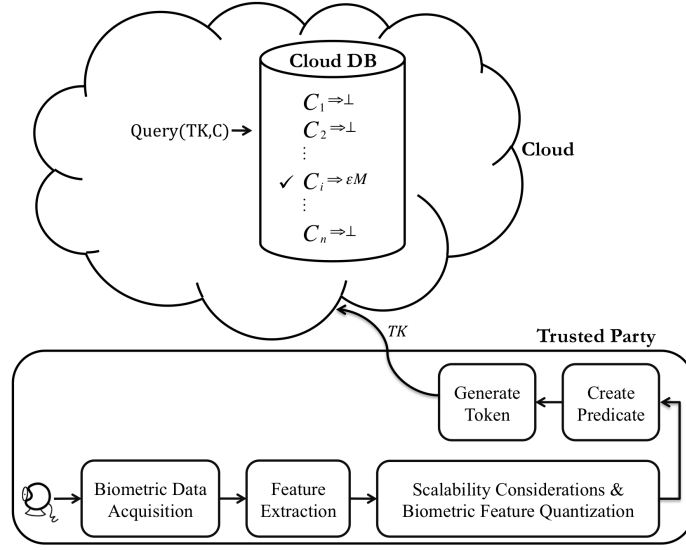 Cloud DB
C1 ⇒ ⊥
Query(TK,C)
C2 ⇒ ⊥
⋮
Cloud
✓ Ci ⇒ εM
⋮
Cn ⇒ ⊥
TK
Trusted Party
Generate
Token
Create
Predicate
Biometric Data
Acquisition
Feature
Extraction
Scalability Considerations &
Biometric Feature Quantization